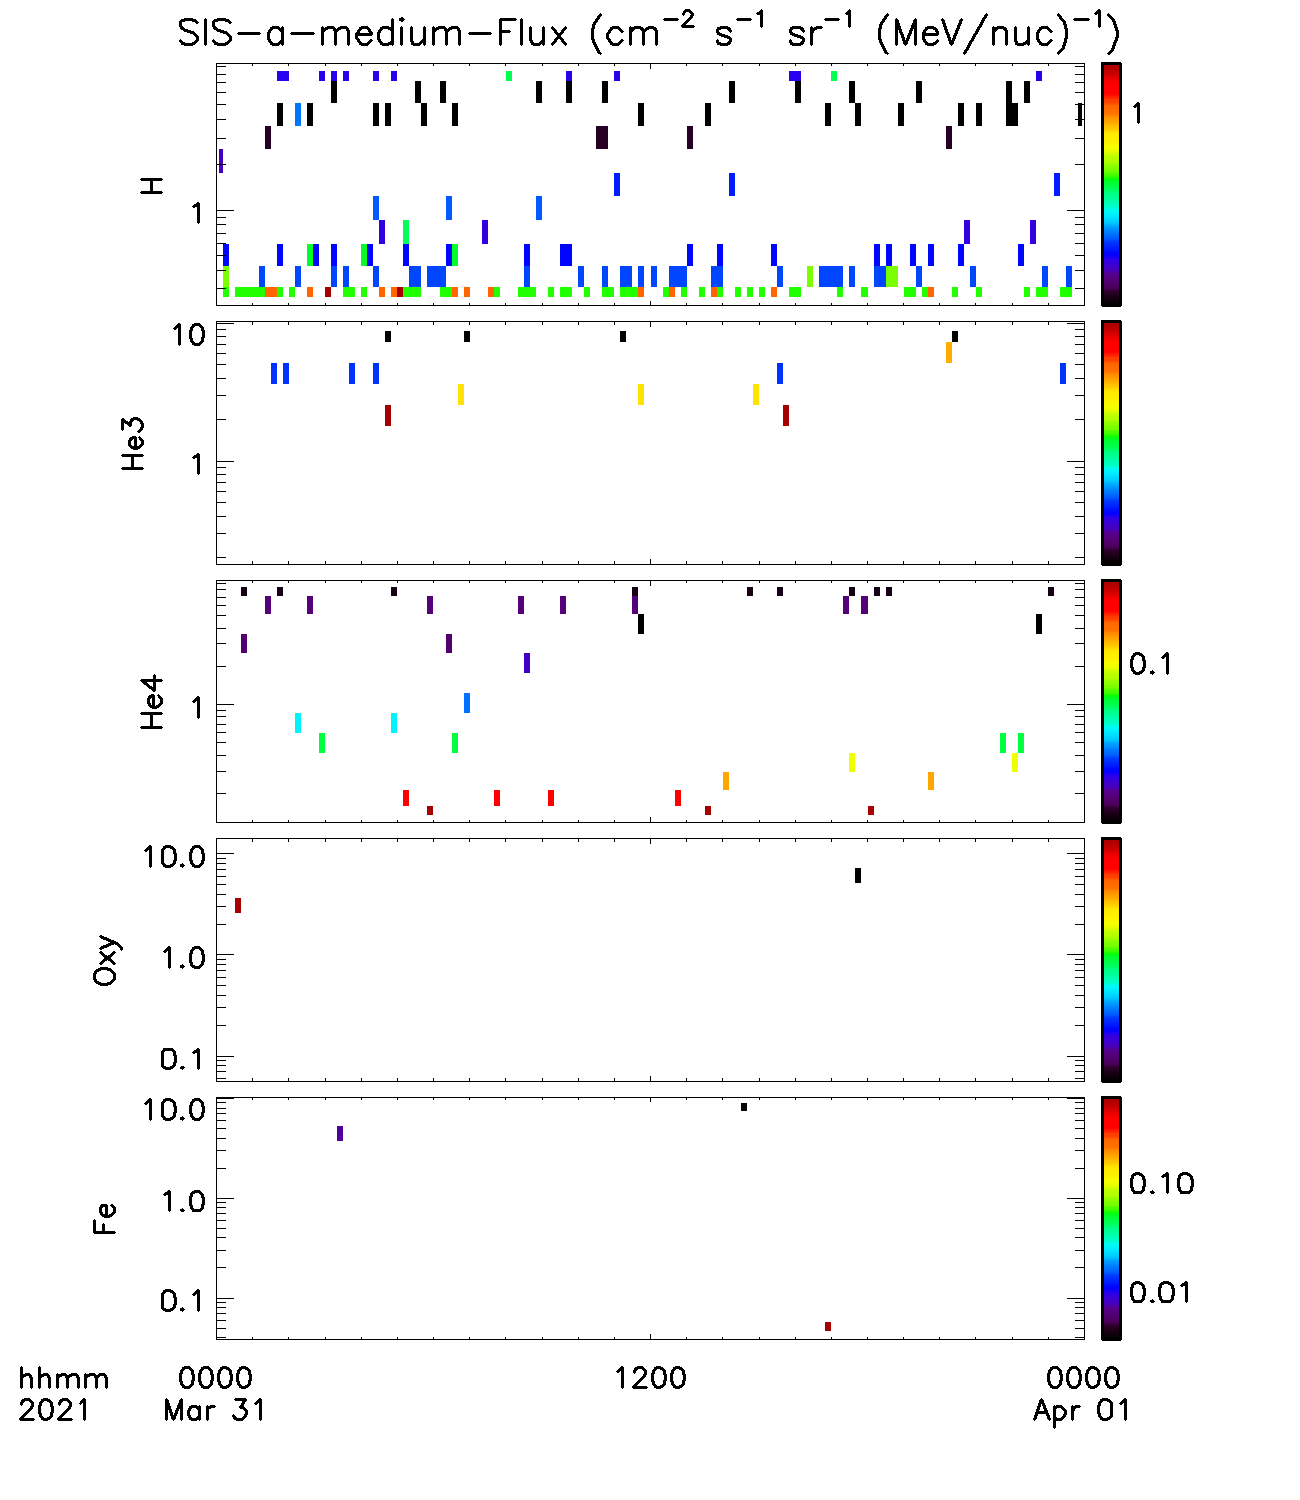 SIS-a-medium-Flux (cm⁻² s⁻¹ sr⁻¹ (MeV/nuc)⁻¹)
H
1
1
He3
10
1
He4
1
0.1
Oxy
10.0
1.0
0.1
Fe
10.0
1.0
0.1
0.10
0.01
hhmm 0000 1200 0000
2021 Mar 31 Apr 01